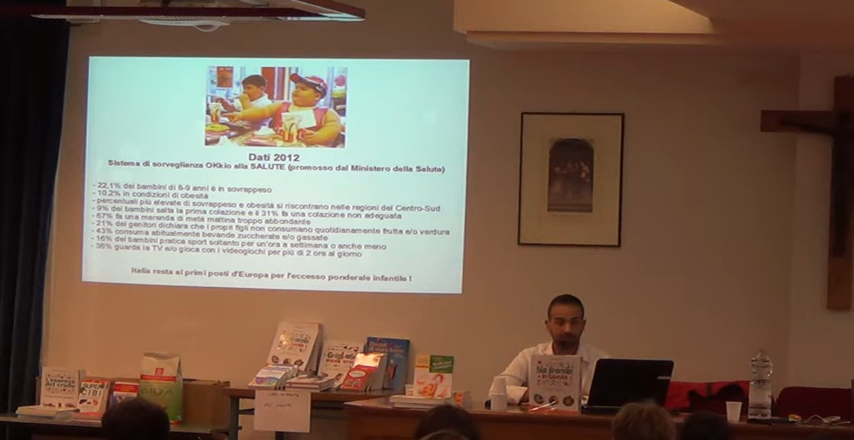 Dati 2012
Sistema di sorveglianza OKkio alla SALUTE (promosso dal Ministero della Salute)
- 22,1% dei bambini di 8-9 anni è in sovrappeso
- 10,2% in condizioni di obesità
- percentuali più elevate di sovrappeso e obesità si riscontrano nelle regioni del Centro-Sud
- 9% dei bambini salta la prima colazione e il 31% fa una colazione non adeguata
- 67% fa una merenda di metà mattina troppo abbondante
- 21% dei genitori dichiara che i propri figli non consumano quotidianamente frutta e/o verdura
- 43% consuma abitualmente bevande zuccherate e/o gassate
- 16% dei bambini pratica sport soltanto per un'ora a settimana o anche meno
- 36% guarda la TV e/o gioca con i videogiochi per più di 2 ore al giorno
Italia resta ai primi posti d'Europa per l'eccesso ponderale infantile !
SUPER
CIBI